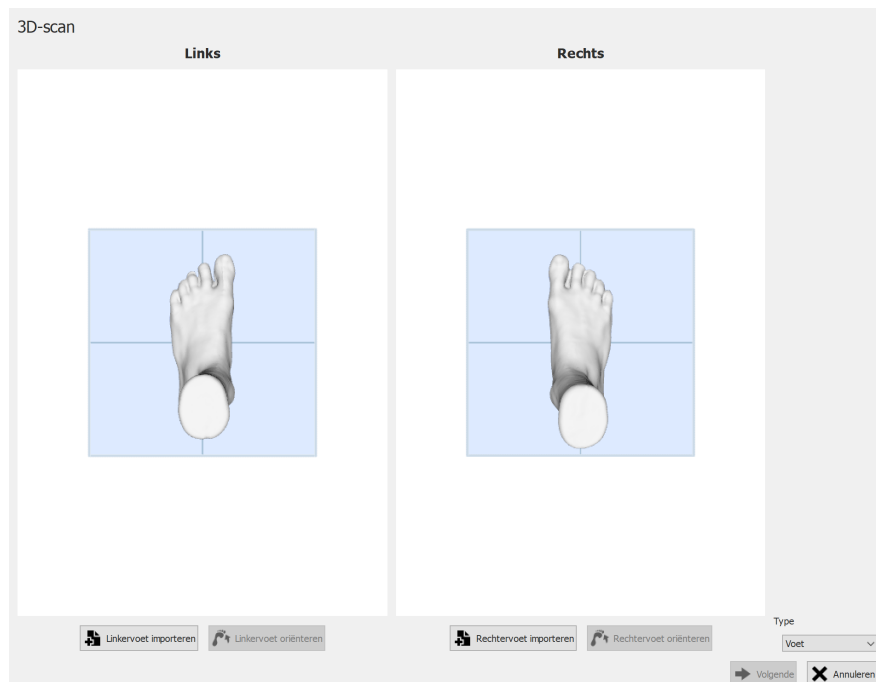 3D-scan
Links
Rechts
Linkervoet importeren
Linkervoet oriënteren
Rechtervoet importeren
Rechtervoet oriënteren
Type
Voet
Volgende
Annuleren